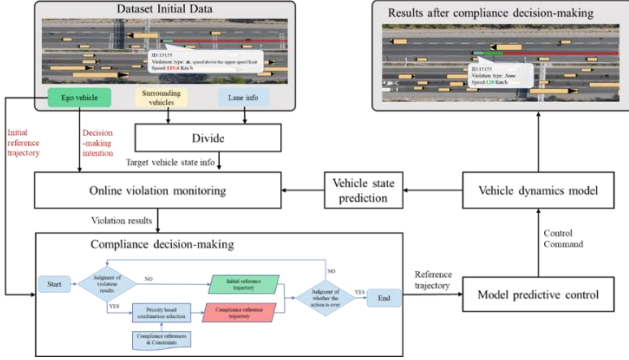 Dataset Initial Data
ID:15155
Violation type: at, speed above the upper speed limit
Speed: 129.6 Km/h
Ego vehicle
Surrounding
vehicles
Lane info
Initial
reference
trajectory
Decision
-making
intention
Divide
Target vehicle state info
Online violation monitoring
Violation results
Compliance decision-making
Start
Judgment of
violation
results
NO
YES
Initial reference
trajectory
Priority based
combination selection
Compliance reference
trajectory
Compliance references
& Constraints
NO
Judgment of
whether the
action is over
YES
End
Results after compliance decision-making
ID:15155
Violation type: None
Speed: 120 Km/h
Vehicle state
prediction
Vehicle dynamics model
Control
Command
Reference
trajectory
Model predictive control